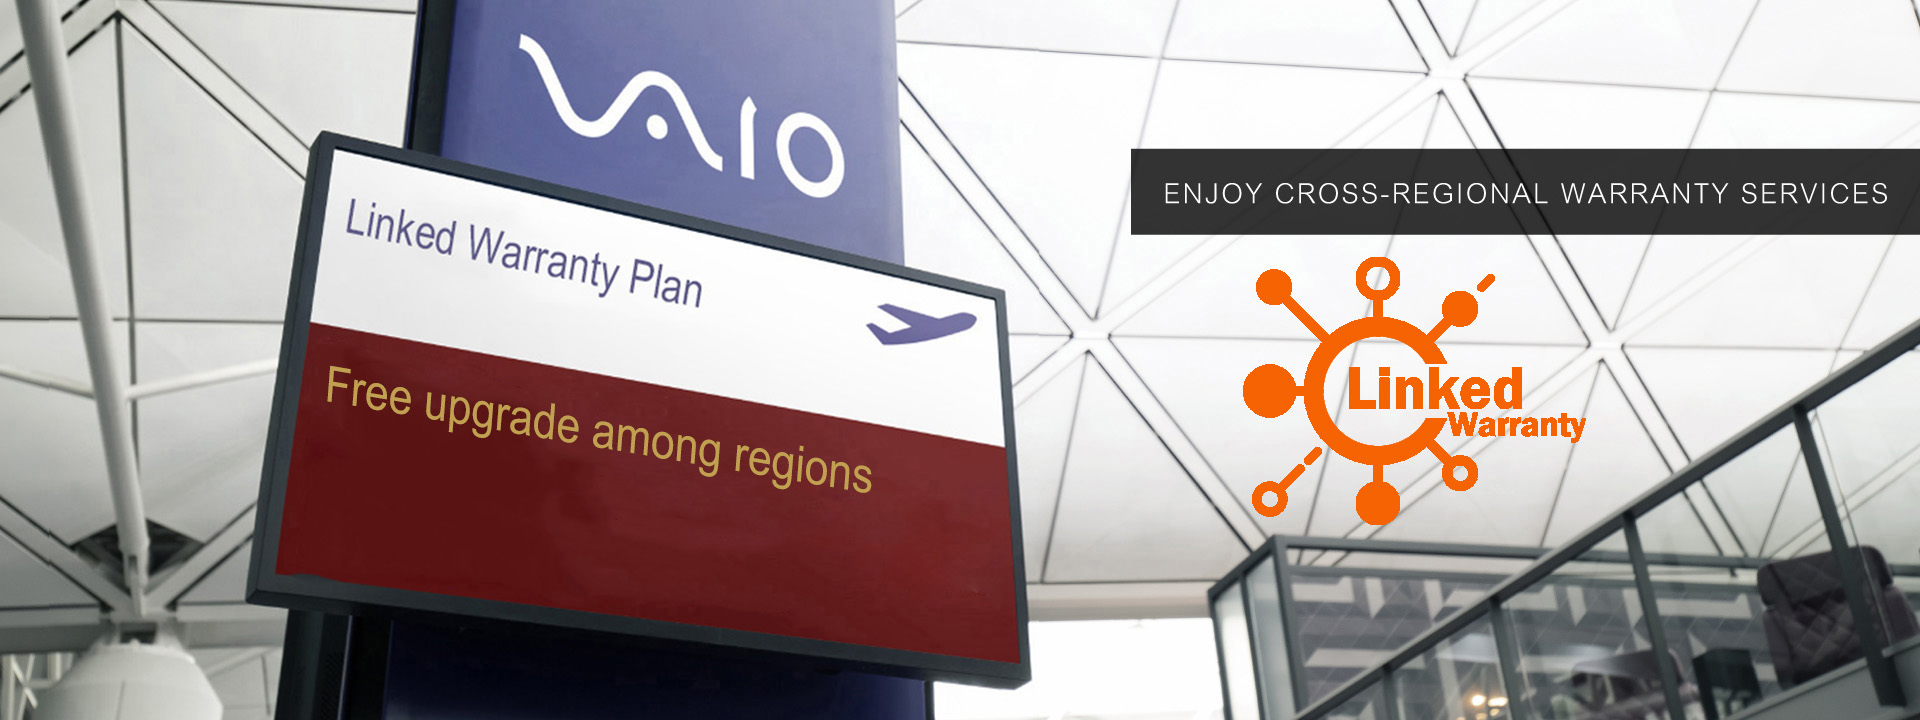 VAIO
Linked Warranty Plan
Free upgrade among regions
ENJOY CROSS-REGIONAL WARRANTY SERVICES
Linked
Warranty